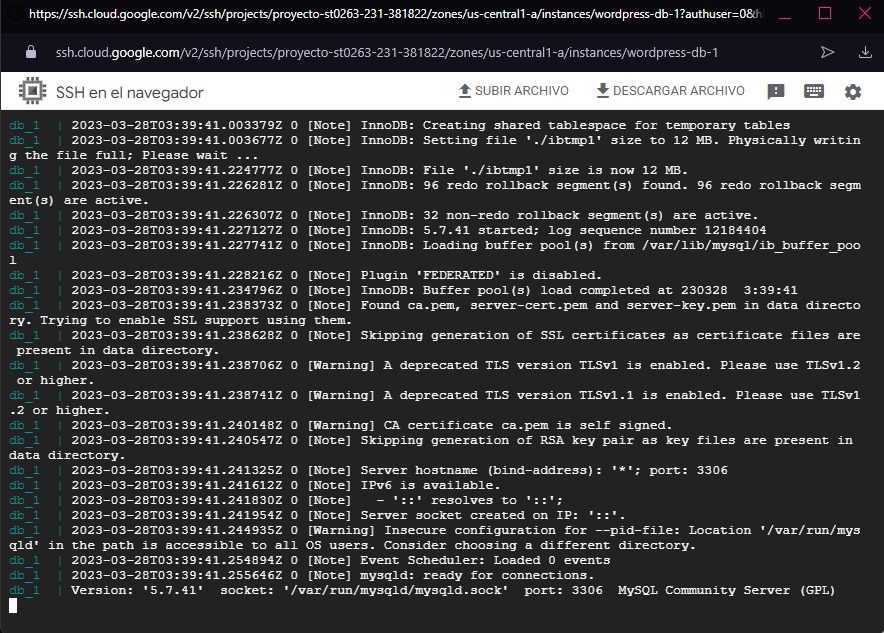 https://ssh.cloud.google.com/v2/ssh/projects/proyecto-st0263-231-381822/zones/us-central1-a/instances/wordpress-db-1?authuser=0&
ssh.cloud.google.com/v2/ssh/projects/proyecto-st0263-231-381822/zones/us-central1-a/instances/wordpress-db-1
SSH en el navegador
SUBIR ARCHIVO
DESCARGAR ARCHIVO
db_1  | 2023-03-28T03:39:41.003379Z 0 [Note] InnoDB: Creating shared tablespace for temporary tables
db_1  | 2023-03-28T03:39:41.003677Z 0 [Note] InnoDB: Setting file './ibtmp1' size to 12 MB. Physically writin
g the file full; Please wait ...
db_1  | 2023-03-28T03:39:41.224777Z 0 [Note] InnoDB: File './ibtmp1' size is now 12 MB.
db_1  | 2023-03-28T03:39:41.226281Z 0 [Note] InnoDB: 96 redo rollback segment(s) found. 96 redo rollback segm
ent(s) are active.
db_1  | 2023-03-28T03:39:41.226307Z 0 [Note] InnoDB: 32 non-redo rollback segment(s) are active.
db_1  | 2023-03-28T03:39:41.227127Z 0 [Note] InnoDB: 5.7.41 started; log sequence number 12184404
db_1  | 2023-03-28T03:39:41.227741Z 0 [Note] InnoDB: Loading buffer pool(s) from /var/lib/mysql/ib_buffer_poo
l
db_1  | 2023-03-28T03:39:41.228216Z 0 [Note] Plugin 'FEDERATED' is disabled.
db_1  | 2023-03-28T03:39:41.234796Z 0 [Note] InnoDB: Buffer pool(s) load completed at 230328  3:39:41
db_1  | 2023-03-28T03:39:41.238373Z 0 [Note] Found ca.pem, server-cert.pem and server-key.pem in data directo
ry. Trying to enable SSL support using them.
db_1  | 2023-03-28T03:39:41.238628Z 0 [Note] Skipping generation of SSL certificates as certificate files are
 present in data directory.
db_1  | 2023-03-28T03:39:41.238706Z 0 [Warning] A deprecated TLS version TLSv1 is enabled. Please use TLSv1.2
 or higher.
db_1  | 2023-03-28T03:39:41.238741Z 0 [Warning] A deprecated TLS version TLSv1.1 is enabled. Please use TLSv1
.2 or higher.
db_1  | 2023-03-28T03:39:41.240148Z 0 [Warning] CA certificate ca.pem is self signed.
db_1  | 2023-03-28T03:39:41.240547Z 0 [Note] Skipping generation of RSA key pair as key files are present in
data directory.
db_1  | 2023-03-28T03:39:41.241325Z 0 [Note] Server hostname (bind-address): '*'; port: 3306
db_1  | 2023-03-28T03:39:41.241612Z 0 [Note] IPv6 is available.
db_1  | 2023-03-28T03:39:41.241830Z 0 [Note]   - '::' resolves to '::';
db_1  | 2023-03-28T03:39:41.241954Z 0 [Note] Server socket created on IP: '::'.
db_1  | 2023-03-28T03:39:41.244935Z 0 [Warning] Insecure configuration for --pid-file: Location '/var/run/mys
qld' in the path is accessible to all OS users. Consider choosing a different directory.
db_1  | 2023-03-28T03:39:41.254894Z 0 [Note] Event Scheduler: Loaded 0 events
db_1  | 2023-03-28T03:39:41.255646Z 0 [Note] mysqld: ready for connections.
db_1  | Version: '5.7.41'  socket: '/var/run/mysqld/mysqld.sock'  port: 3306  MySQL Community Server (GPL)